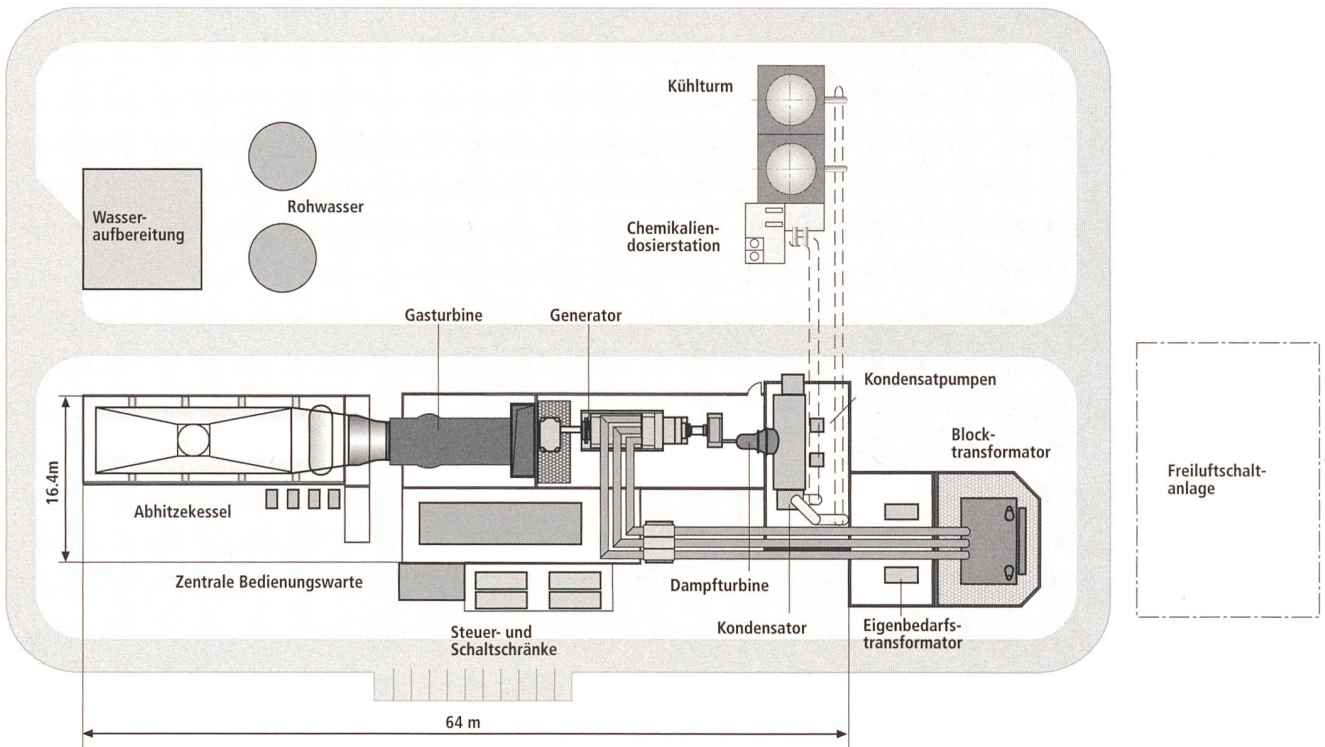 Kühlturm
Wasser-
aufbereitung
Rohwasser
Chemikalien-
dosierstation
Gasturbine
Generator
Kondensatpumpen
Block-
transformator
Freiluftschalt-
anlage
16.4m
Abhitzekessel
Zentrale Bedienungswarte
Dampfturbine
Steuer- und
Schaltschränke
Kondensator
Eigenbedarfs-
transformator
64 m